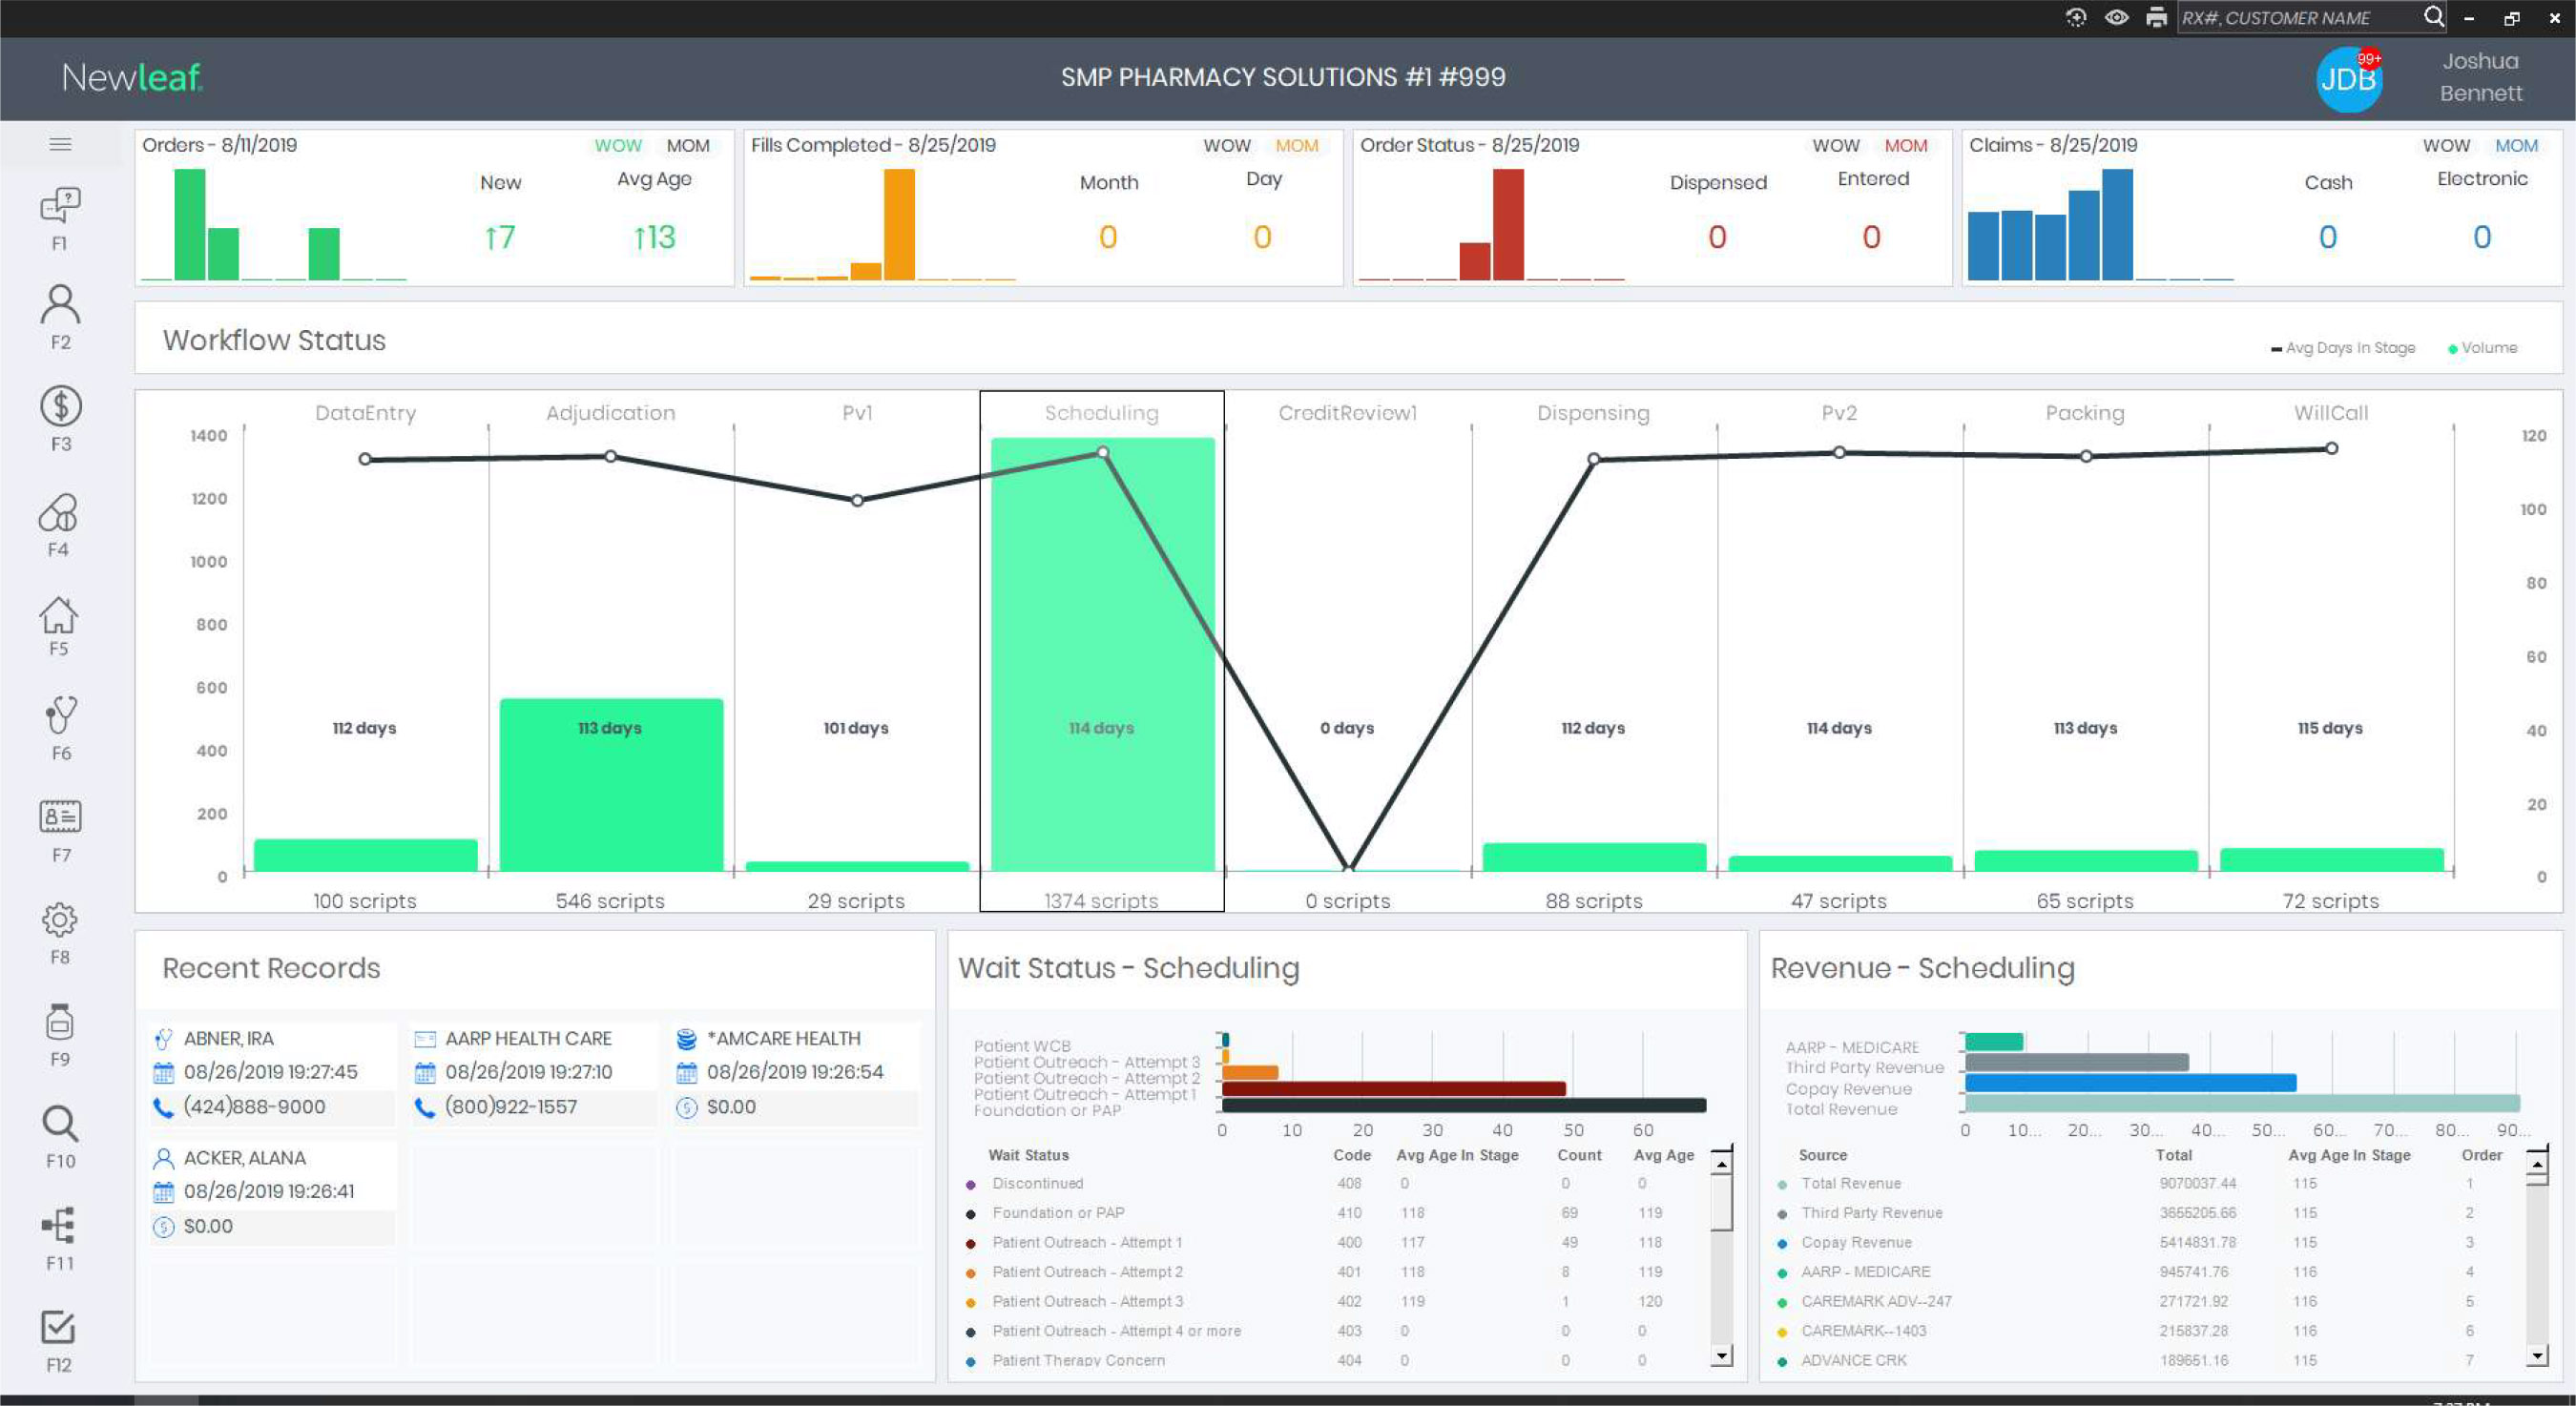 RX#, CUSTOMER NAME
Newleaf.
SMP PHARMACY SOLUTIONS #1 #999
JDB
99+
Joshua
Bennett
Orders - 8/11/2019
WOW MOM
New
Avg Age
↑7
↑13
Fills Completed - 8/25/2019
WOW MOM
Month
Day
0
0
Order Status - 8/25/2019
WOW MOM
Dispensed
Entered
0
0
Claims - 8/25/2019
WOW MOM
Cash
Electronic
0
0
F1
F2
F3
F4
F5
F6
F7
F8
F9
F10
F11
F12
Workflow Status
Avg Days In Stage
Volume
DataEntry Adjudication Pv1 Scheduling CreditReview1 Dispensing Pv2 Packing WillCall
1400
1200
1000
800
600
400
200
0
120
100
80
60
40
20
0
112 days 113 days 101 days 114 days 0 days 112 days 114 days 113 days 115 days
100 scripts 546 scripts 29 scripts 1374 scripts 0 scripts 88 scripts 47 scripts 65 scripts 72 scripts
Recent Records
ABNER, IRA
08/26/2019 19:27:45
(424)888-9000
AARP HEALTH CARE
08/26/2019 19:27:10
(800)922-1557
*AMCARE HEALTH
08/26/2019 19:26:54
$0.00
ACKER, ALANA
08/26/2019 19:26:41
$0.00
Wait Status - Scheduling
Patient WCB
Patient Outreach - Attempt 3
Patient Outreach - Attempt 2
Patient Outreach - Attempt 1
Foundation or PAP
0 10 20 30 40 50 60
Wait Status Code Avg Age In Stage Count Avg Age
Discontinued 408 0 0 0
Foundation or PAP 410 118 69 119
Patient Outreach - Attempt 1 400 117 49 118
Patient Outreach - Attempt 2 401 118 8 119
Patient Outreach - Attempt 3 402 119 1 120
Patient Outreach - Attempt 4 or more 403 0 0 0
Patient Therapy Concern 404 0 0 0
Revenue - Scheduling
AARP - MEDICARE
Third Party Revenue
Copay Revenue
Total Revenue
0 10... 20... 30... 40... 50... 60... 70... 80... 90...
Source Total Avg Age In Stage Order
Total Revenue 9070037.44 115 1
Third Party Revenue 3655205.66 115 2
Copay Revenue 5414831.78 115 3
AARP - MEDICARE 945741.76 116 4
CAREMARK ADV--247 271721.92 116 5
CAREMARK--1403 215837.28 116 6
ADVANCE CRK 189651.16 115 7